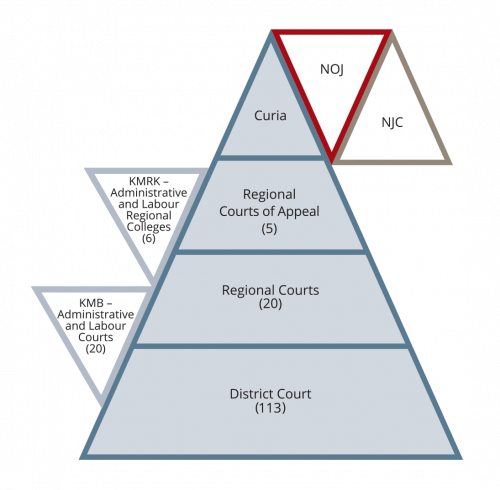 NOJ
Curia
NJC
KMRK –
Administrative
and Labour
Regional
Colleges
(6)
Regional
Courts of Appeal
(5)
KMB –
Administrative
and Labour
Courts
(20)
Regional Courts
(20)
District Court
(113)